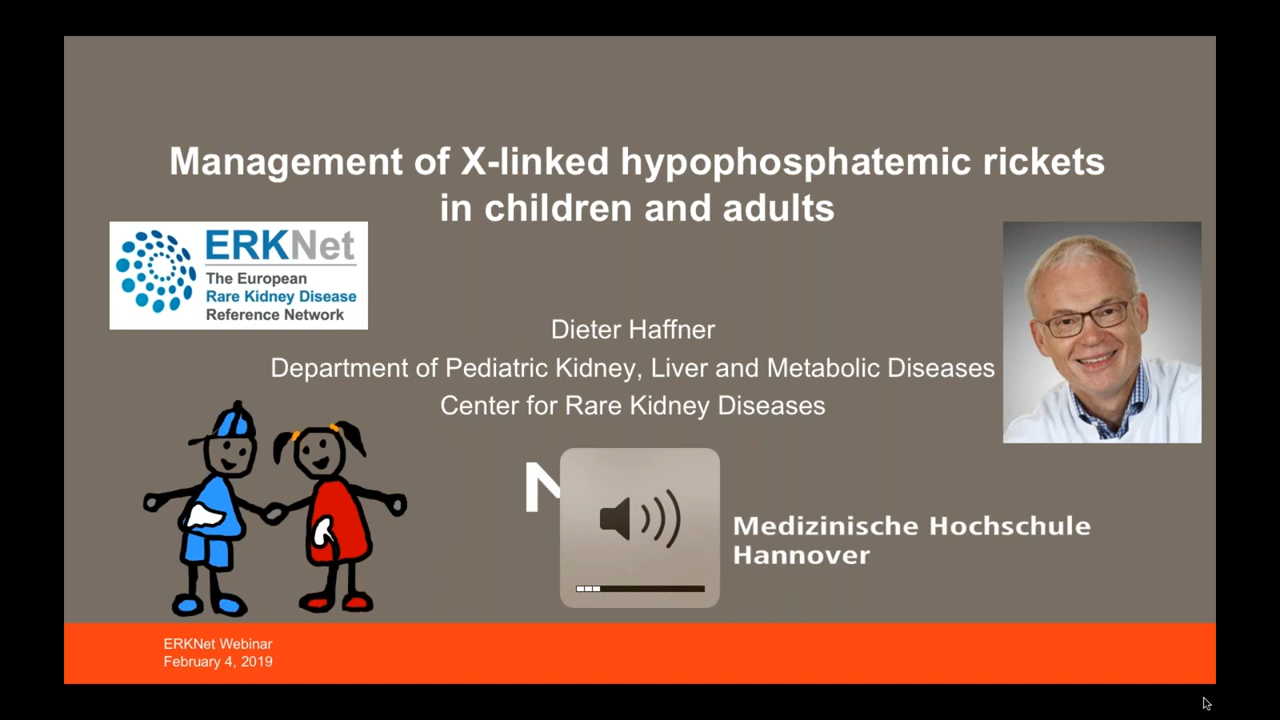 Management of X-linked hypophosphatemic rickets
in children and adults
ERKNet
The European
Rare Kidney Disease
Reference Network
Dieter Haffner
Department of Pediatric Kidney, Liver and Metabolic Diseases
Center for Rare Kidney Diseases
Medizinische Hochschule
Hannover
ERKNet Webinar
February 4, 2019